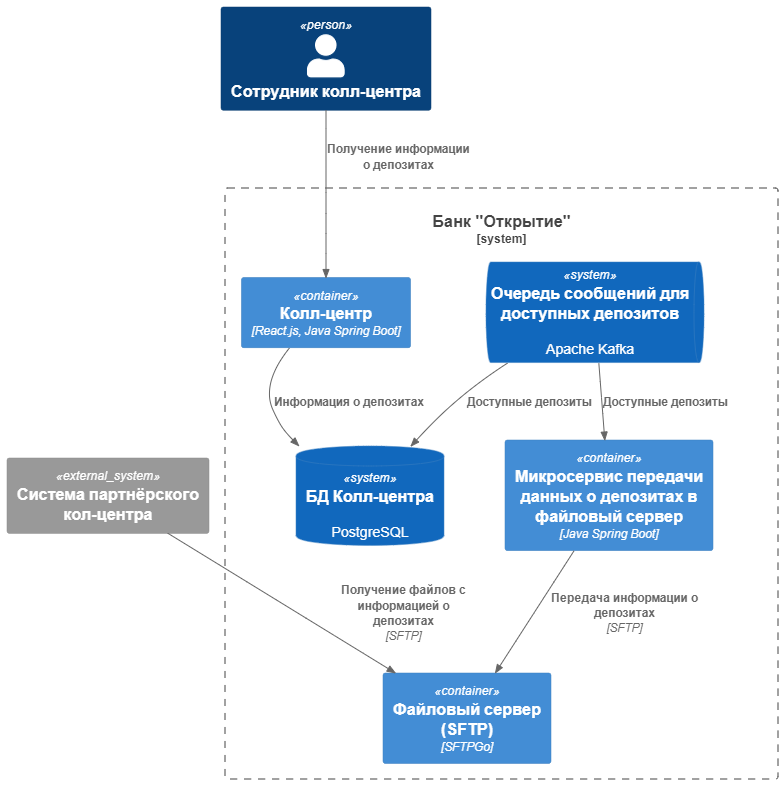 «person»
Сотрудник колл-центра
Получение информации
о депозитах
Банк "Открытие"
[system]
«container»
Колл-центр
[React.js, Java Spring Boot]
«system»
Очередь сообщений для
доступных депозитов
Apache Kafka
Информация о депозитах
Доступные депозиты
Доступные депозиты
«external_system»
Система партнёрского
кол-центра
«system»
БД Колл-центра
PostgreSQL
«container»
Микросервис передачи
данных о депозитах в
файловый сервер
[Java Spring Boot]
Получение файлов с
информацией о
депозитах
[SFTP]
Передача информации о
депозитах
[SFTP]
«container»
Файловый сервер
(SFTP)
[SFTPGo]